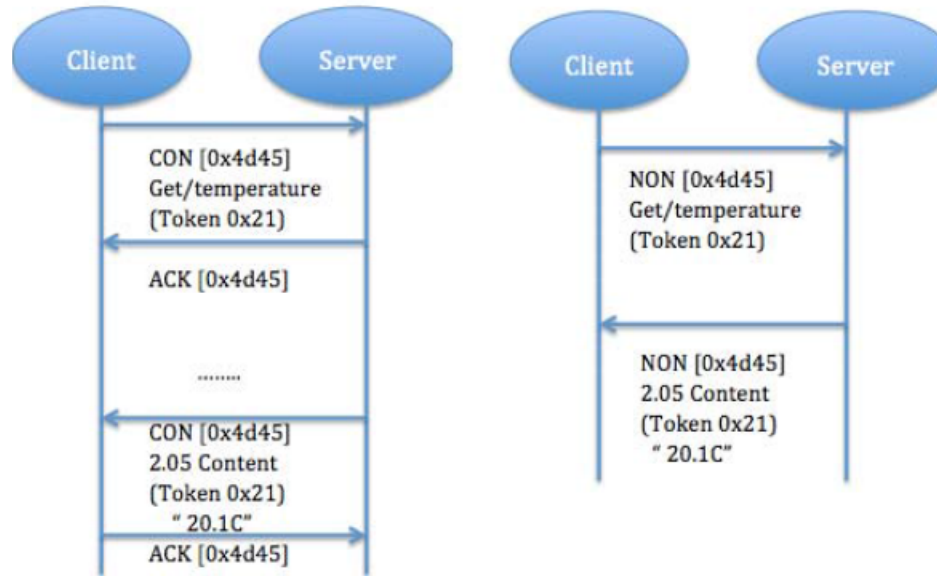 Client
Server
CON [0x4d45]
Get/temperature
(Token 0x21)
ACK [0x4d45]
........
CON [0x4d45]
2.05 Content
(Token 0x21)
“ 20.1C”
ACK [0x4d45]
Client
Server
NON [0x4d45]
Get/temperature
(Token 0x21)
NON [0x4d45]
2.05 Content
(Token 0x21)
“ 20.1C”